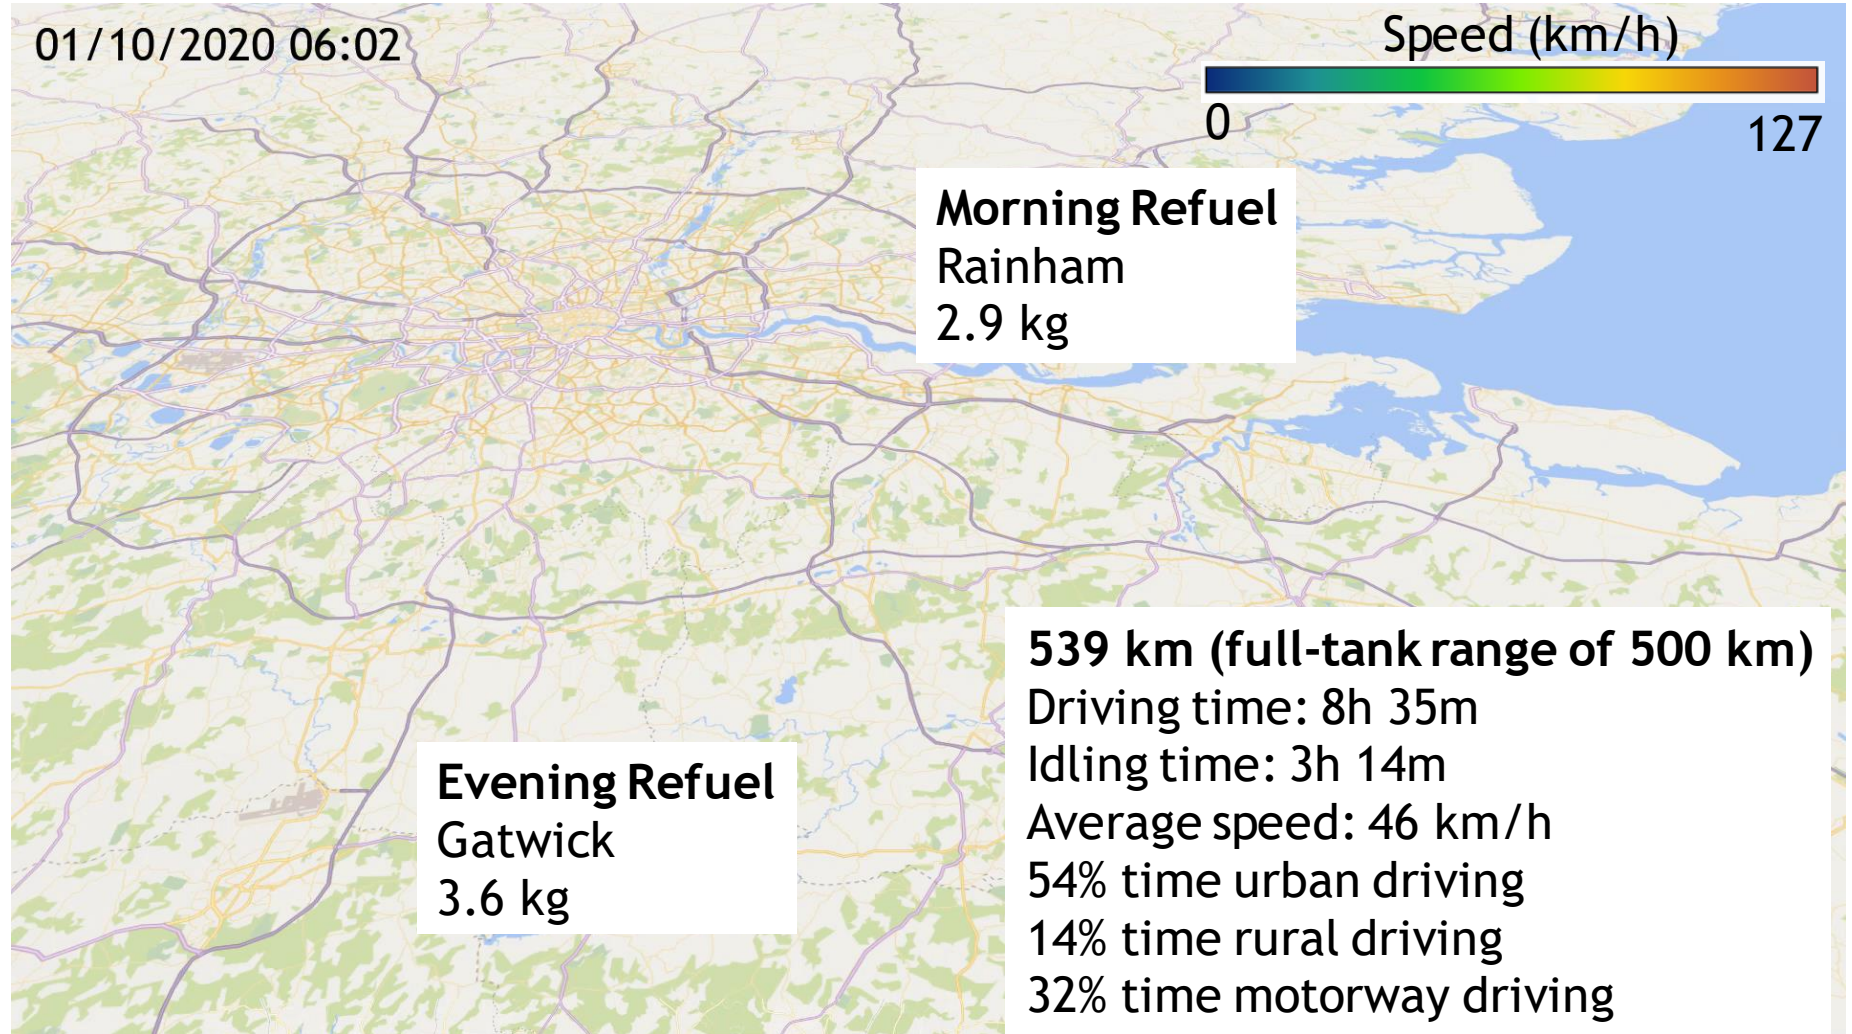 01/10/2020 06:02
Speed (km/h)
0
127
Morning Refuel
Rainham
2.9 kg
539 km (full-tank range of 500 km)
Driving time: 8h 35m
Idling time: 3h 14m
Average speed: 46 km/h
54% time urban driving
14% time rural driving
32% time motorway driving
Evening Refuel
Gatwick
3.6 kg